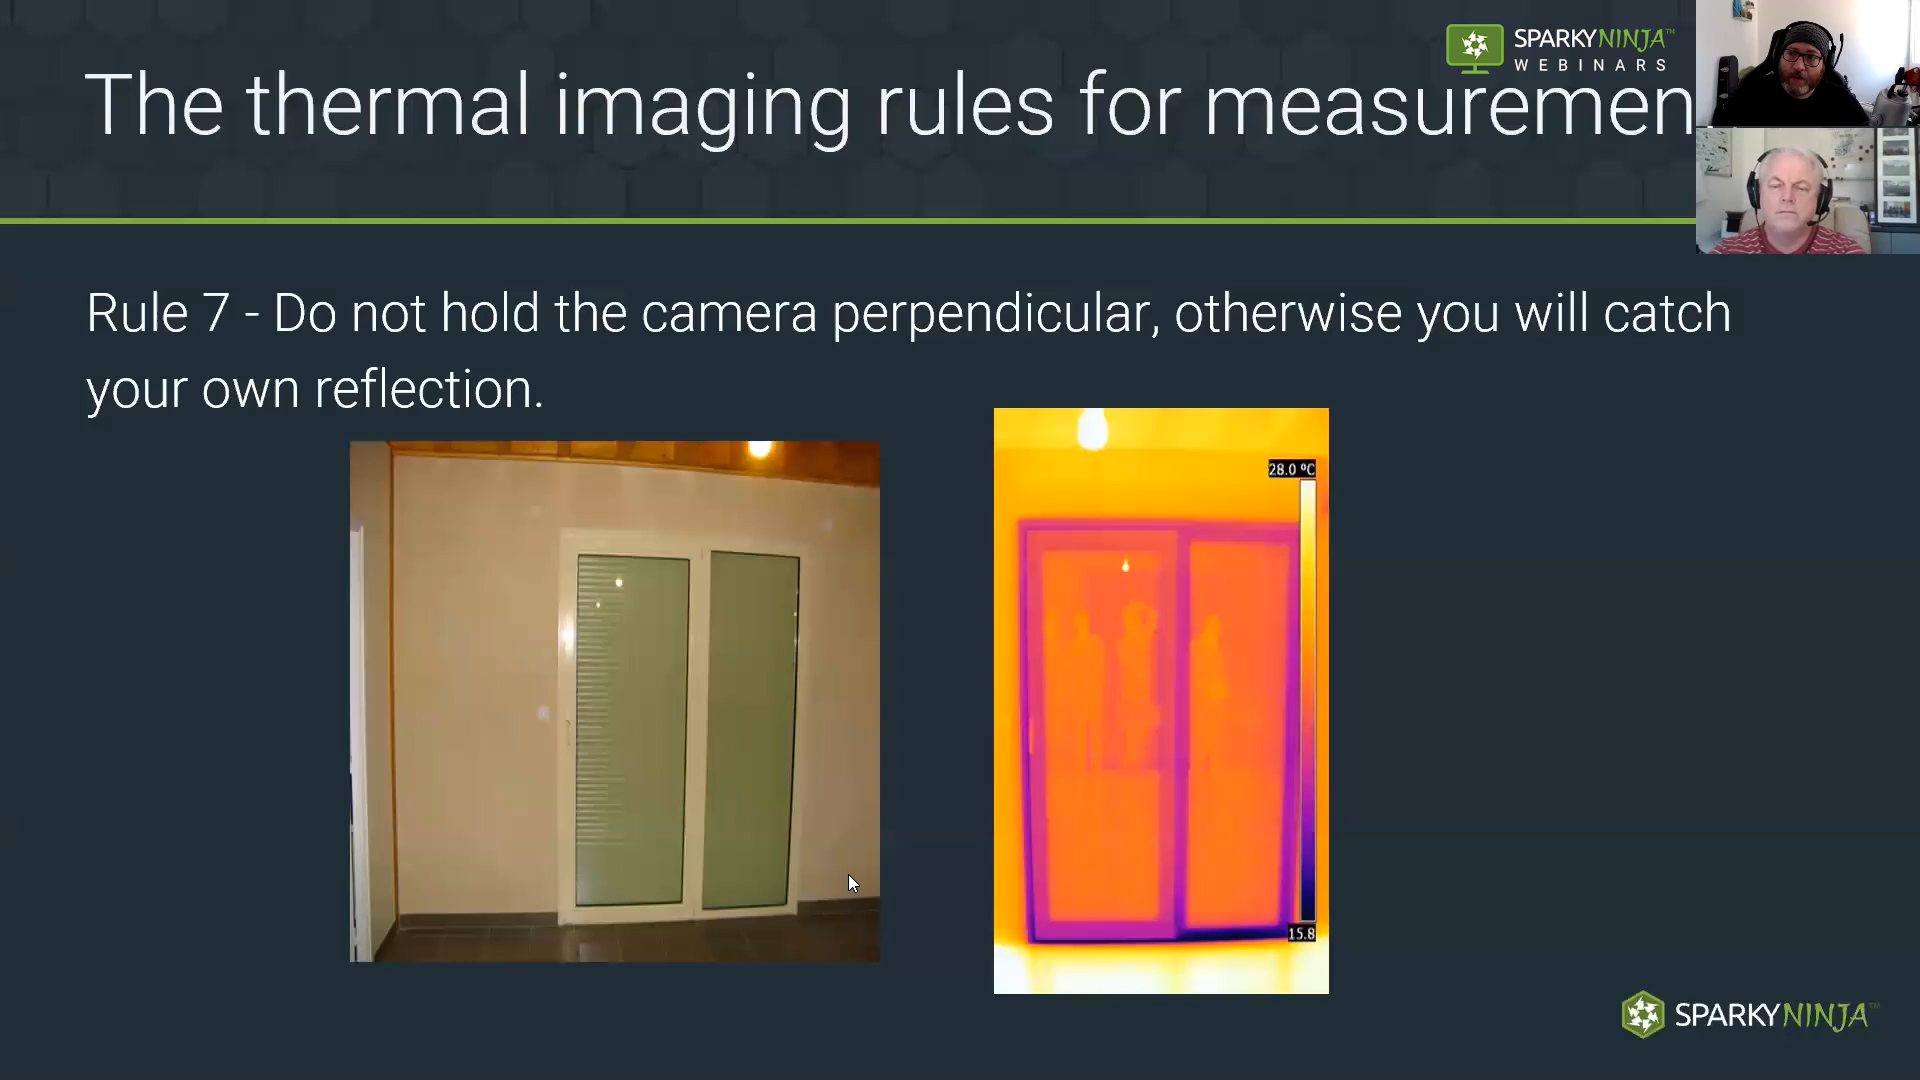 SPARKYNINJA™
WEBINARS
The thermal imaging rules for measuremen
Rule 7 - Do not hold the camera perpendicular, otherwise you will catch
your own reflection.
28.0 ºC
15.8
SPARKYNINJA™